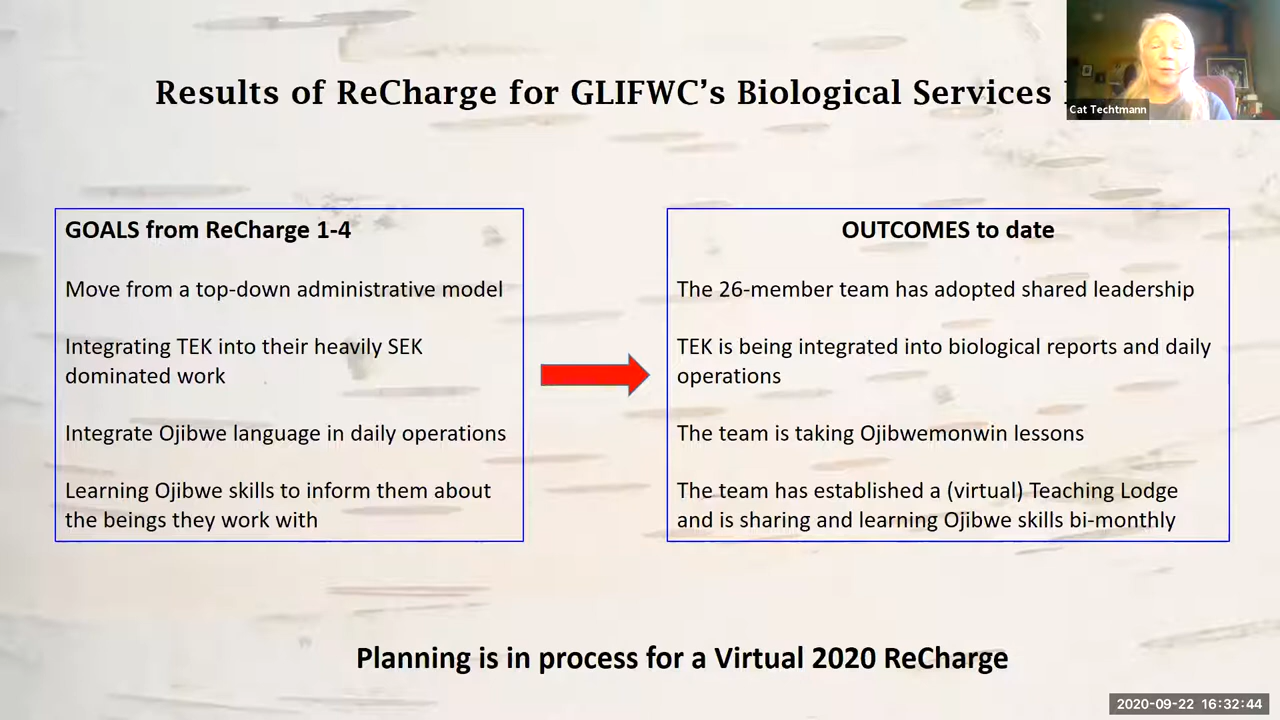 Results of ReCharge for GLIFWC's Biological Services
Cat Techtmann
GOALS from ReCharge 1-4
Move from a top-down administrative model
Integrating TEK into their heavily SEK
dominated work
Integrate Ojibwe language in daily operations
Learning Ojibwe skills to inform them about
the beings they work with
OUTCOMES to date
The 26-member team has adopted shared leadership
TEK is being integrated into biological reports and daily
operations
The team is taking Ojibwemonwin lessons
The team has established a (virtual) Teaching Lodge
and is sharing and learning Ojibwe skills bi-monthly
Planning is in process for a Virtual 2020 ReCharge
2020-09-22 16:32:44